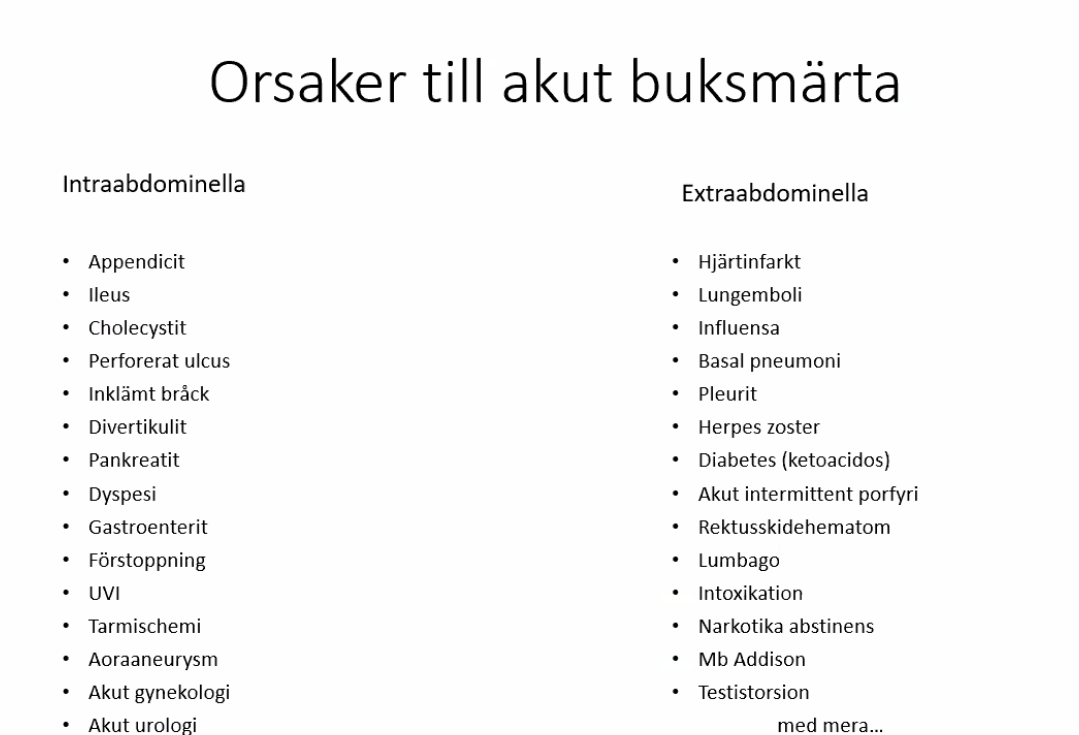 Orsaker till akut buksmärta
Intraabdominella
• Appendicit
• Ileus
• Cholecystit
• Perforerat ulcus
• Inklämt bråck
• Divertikulit
• Pankreatit
• Dyspesi
• Gastroenterit
• Förstoppning
• UVI
• Tarmischemi
• Aoraaneurysm
• Akut gynekologi
• Akut urologi
Extraabdominella
• Hjärtinfarkt
• Lungemboli
• Influensa
• Basal pneumoni
• Pleurit
• Herpes zoster
• Diabetes (ketoacidos)
• Akut intermittent porfyri
• Rektusskidehematom
• Lumbago
• Intoxikation
• Narkotika abstinens
• Mb Addison
• Testistorsion
med mera...